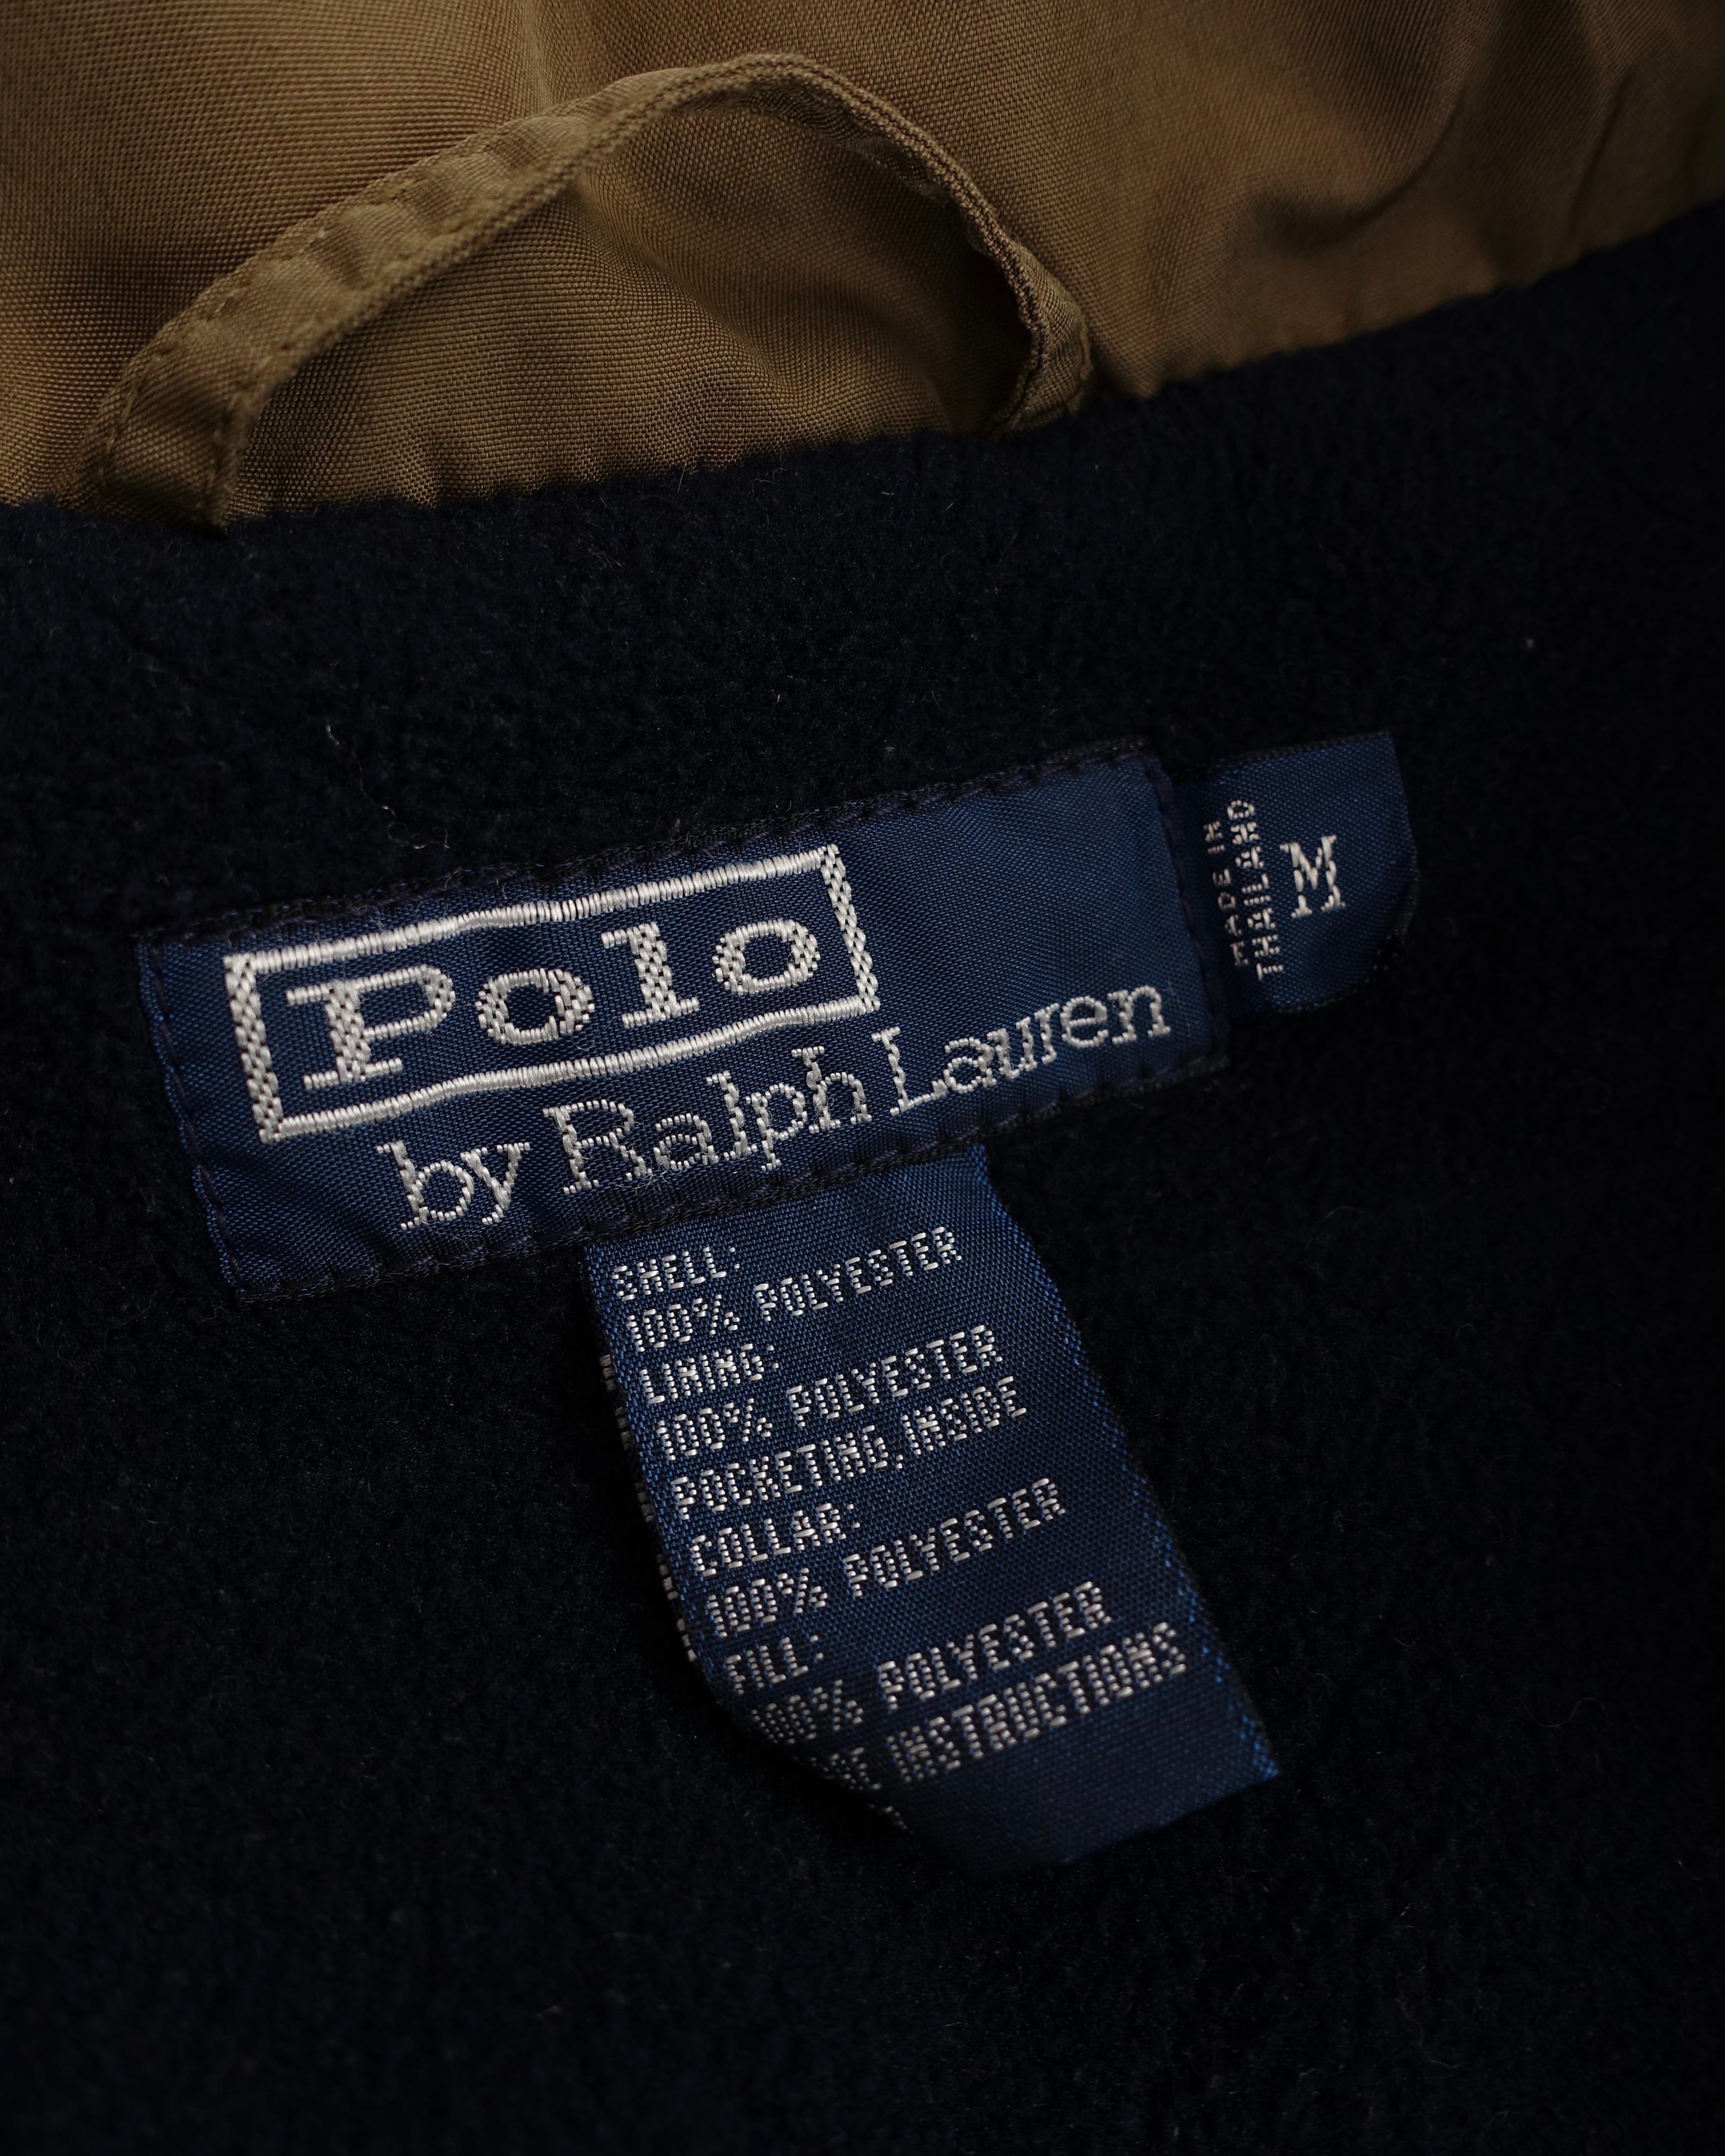 Polo
by Ralph Lauren
MADE IN
THAILAND
M
SHELL:
100% POLYESTER
LINING:
100% POLYESTER
POCKETING,INSIDE
COLLAR:
100% POLYESTER
FILL:
100% POLYESTER
INSTRUCTIONS